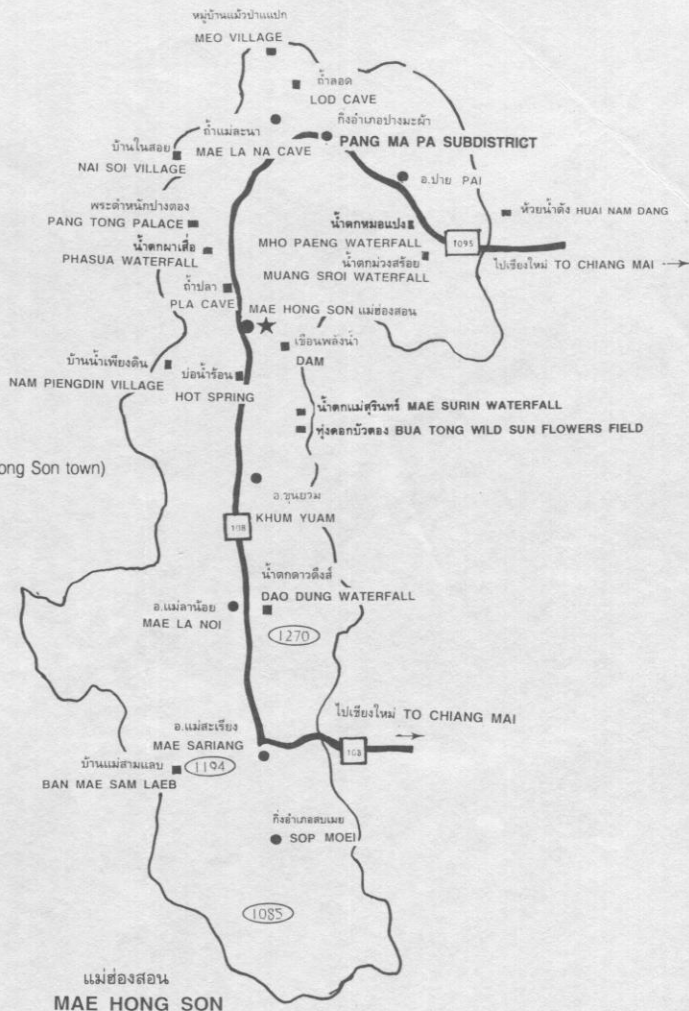 หมู่บ้านแม้วป่าแปก
MEO VILLAGE
ถ้ำลอด
LOD CAVE
ถ้ำแม่ละนา
MAE LA NA CAVE
กิ่งอำเภอปางมะผ้า
PANG MA PA SUBDISTRICT
บ้านในสอย
NAI SOI VILLAGE
อ.ปาย PAI
พระตำหนักปางตอง
PANG TONG PALACE
น้ำตกหมอแปง
MHO PAENG WATERFALL
1095
ห้วยน้ำดัง HUAI NAM DANG
น้ำตกผาเสื่อ
PHASUA WATERFALL
น้ำตกม่วงสร้อย
MUANG SROI WATERFALL
ไปเชียงใหม่ TO CHIANG MAI
ถ้ำปลา
PLA CAVE
MAE HONG SON แม่ฮ่องสอน
เขื่อนพลังน้ำ
DAM
บ้านน้ำเพียงดิน
NAM PIENGDIN VILLAGE
บ่อน้ำร้อน
HOT SPRING
น้ำตกแม่สุรินทร์ MAE SURIN WATERFALL
ทุ่งดอกบัวตอง BUA TONG WILD SUN FLOWERS FIELD
ong Son town)
อ.ขุนยวม
KHUM YUAM
108
น้ำตกดาวดึงส์
DAO DUNG WATERFALL
อ.แม่ลาน้อย
MAE LA NOI
1270
ไปเชียงใหม่ TO CHIANG MAI
108
อ.แม่สะเรียง
MAE SARIANG
บ้านแม่สามแลบ
BAN MAE SAM LAEB
1194
กิ่งอำเภอสบเมย
SOP MOEI
1085
แม่ฮ่องสอน
MAE HONG SON